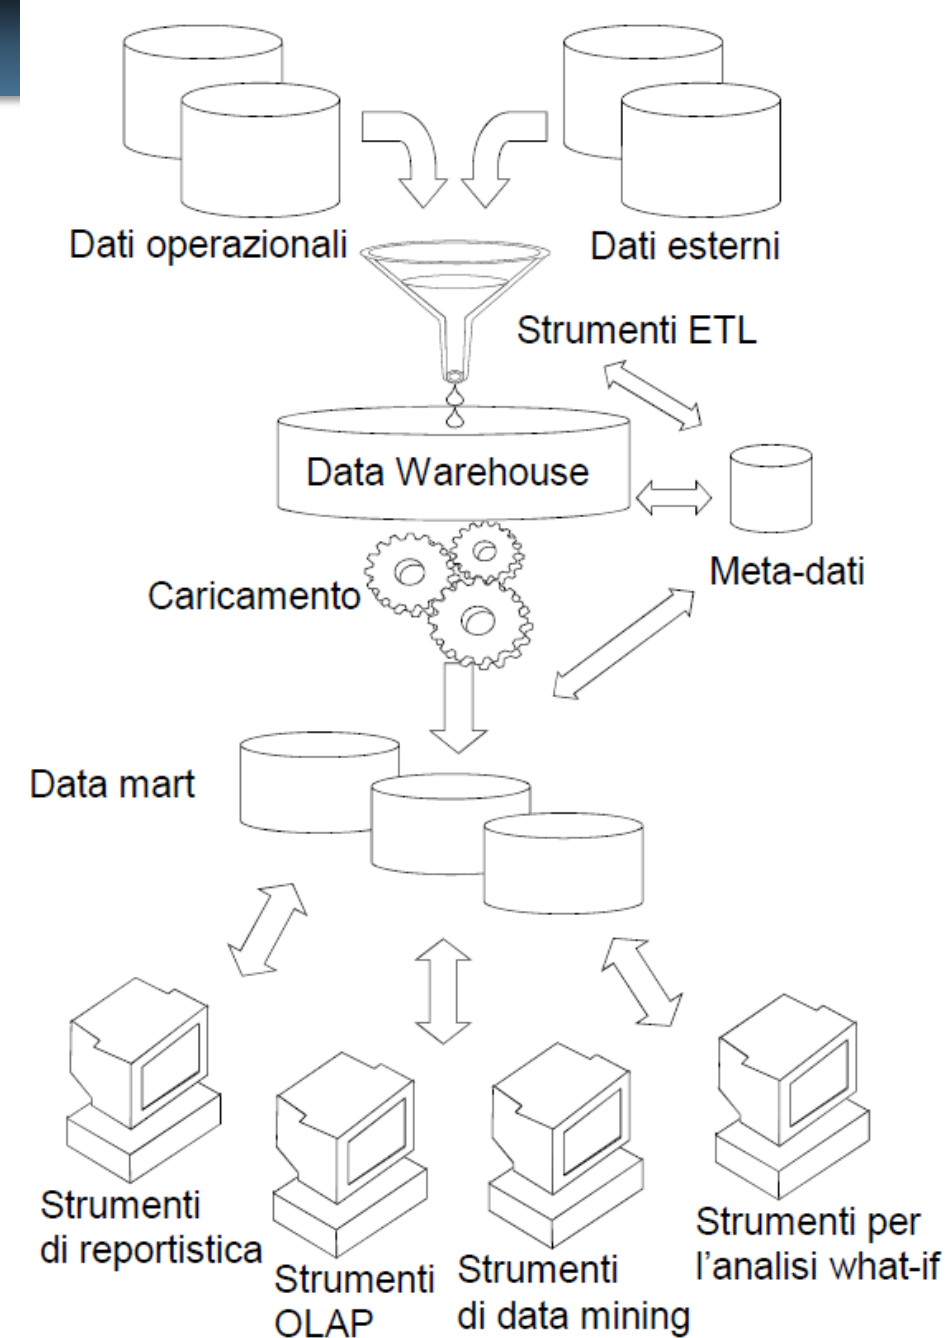 Dati operazionali
Dati esterni
Strumenti ETL
Data Warehouse
Meta-dati
Caricamento
Data mart
Strumenti
di reportistica
Strumenti
OLAP
Strumenti
di data mining
Strumenti per
l'analisi what-if